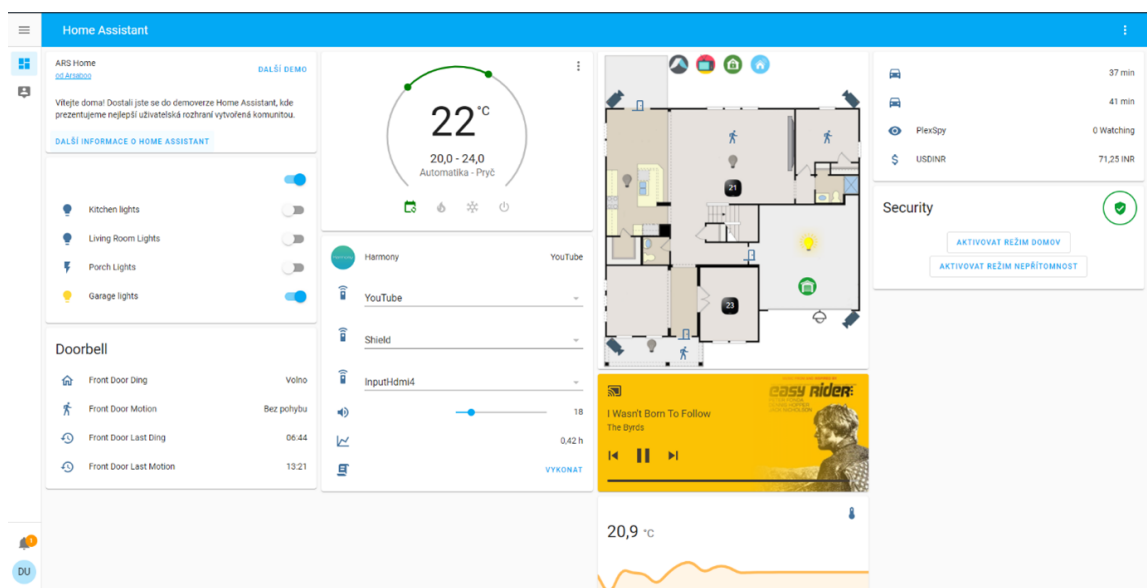 Home Assistant
ARS Home
od Arsaboo
DALŠÍ DEMO
Vítejte doma! Dostali jste se do demoverze Home Assistant, kde
prezentujeme nejlepší uživatelská rozhraní vytvořená komunitou.
DALŠÍ INFORMACE O HOME ASSISTANT
Kitchen lights
Living Room Lights
Porch Lights
Garage lights
Doorbell
Front Door Ding Volno
Front Door Motion Bez pohybu
Front Door Last Ding 06:44
Front Door Last Motion 13:21
1
DU
22 °C
20,0 - 24,0
Automatika - Pryč
Harmony YouTube
YouTube
Shield
InputHdmi4
18
0,42 h
VYKONAT
21
23
easy RideR
I Wasn't Born To Follow
The Byrds
20,9 °C
37 min
41 min
PlexSpy 0 Watching
USDINR 71,25 INR
Security
AKTIVOVAT REŽIM DOMOV
AKTIVOVAT REŽIM NEPŘÍTOMNOST